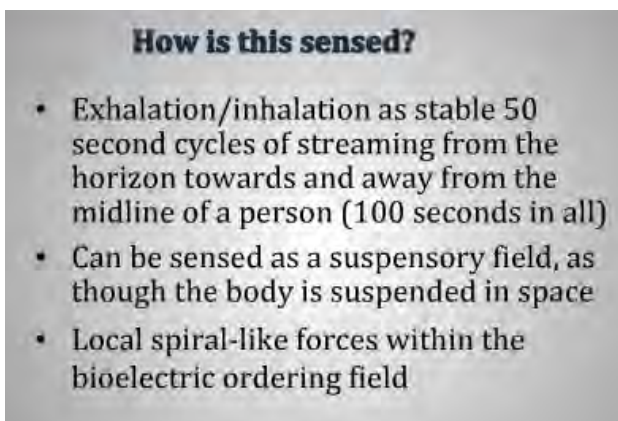 How is this sensed?
• Exhalation/inhalation as stable 50
second cycles of streaming from the
horizon towards and away from the
midline of a person (100 seconds in all)
• Can be sensed as a suspensory field, as
though the body is suspended in space
• Local spiral-like forces within the
bioelectric ordering field